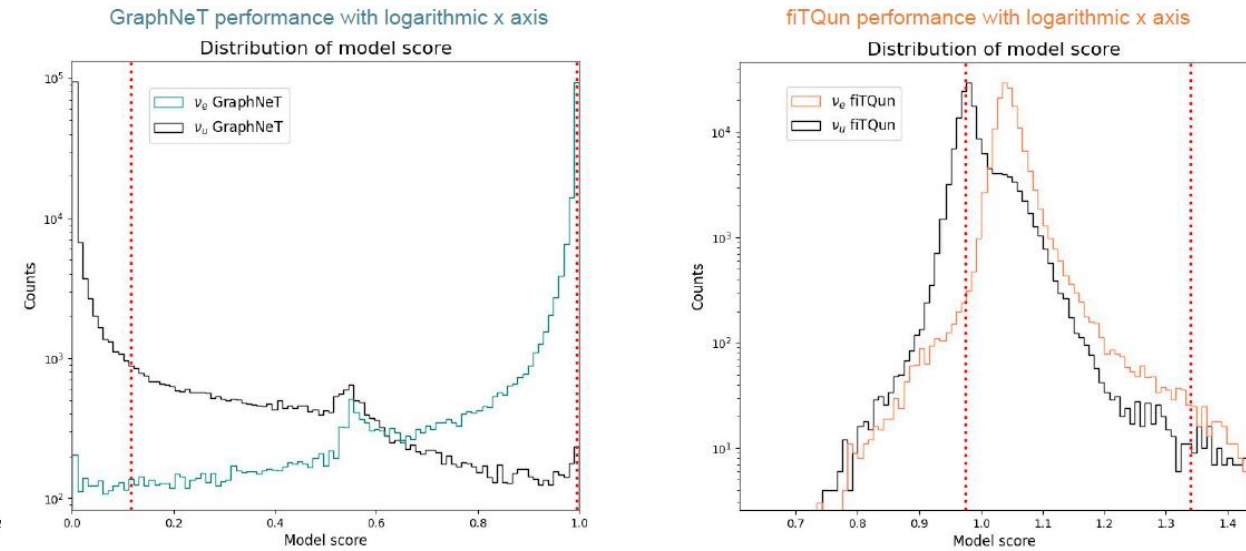 GraphNeT performance with logarithmic x axis
Distribution of model score
10⁵
10⁴
10³
10²
Counts
νₑ GraphNeT
νᵤ GraphNeT
0.0 0.2 0.4 0.6 0.8 1.0
Model score
fiTQun performance with logarithmic x axis
Distribution of model score
10⁴
10³
10²
10¹
Counts
νₑ fiTQun
νᵤ fiTQun
0.7 0.8 0.9 1.0 1.1 1.2 1.3 1.4
Model score